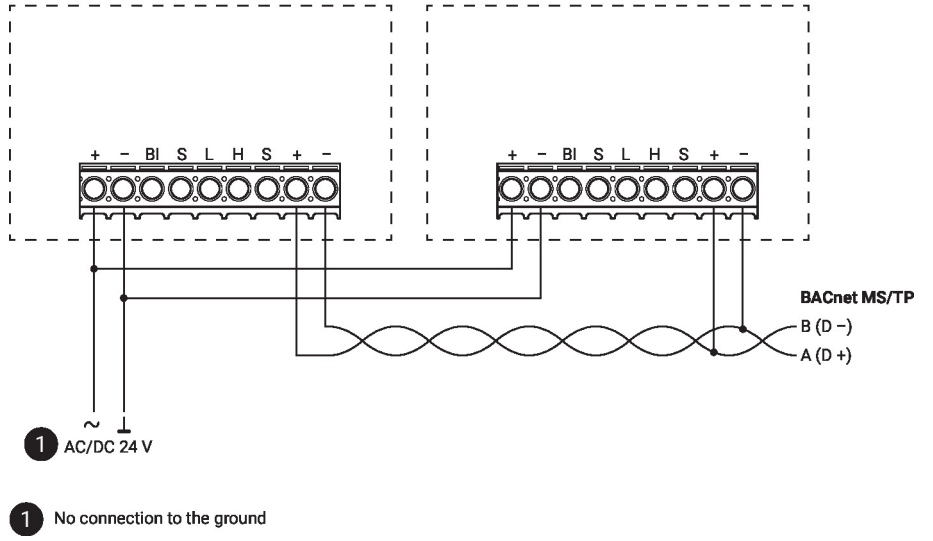 + − BI S L H S + −
+ − BI S L H S + −
BACnet MS/TP
B (D −)
A (D +)
~ ⊥
1 AC/DC 24 V
1 No connection to the ground